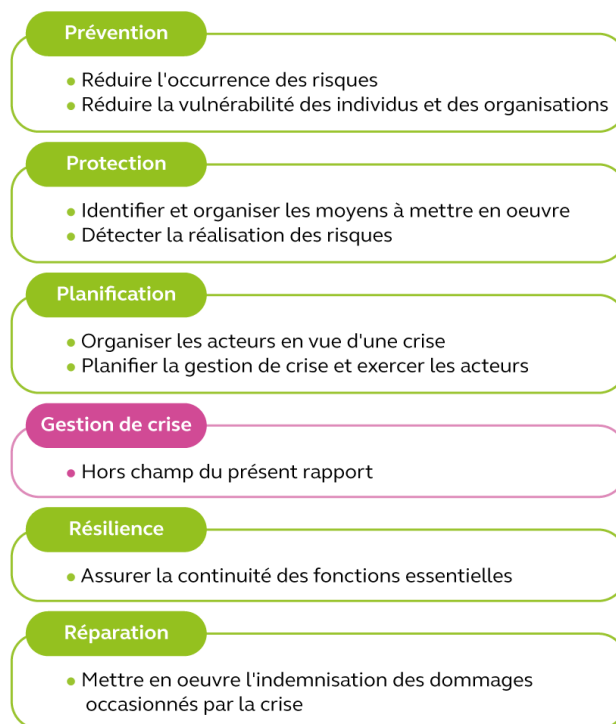 Prévention
• Réduire l'occurrence des risques
• Réduire la vulnérabilité des individus et des organisations
Protection
• Identifier et organiser les moyens à mettre en oeuvre
• Détecter la réalisation des risques
Planification
• Organiser les acteurs en vue d'une crise
• Planifier la gestion de crise et exercer les acteurs
Gestion de crise
• Hors champ du présent rapport
Résilience
• Assurer la continuité des fonctions essentielles
Réparation
• Mettre en oeuvre l'indemnisation des dommages
occasionnés par la crise